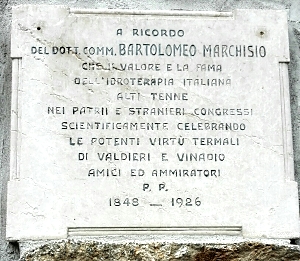 A RICORDO
DEL DOTT. COMM. BARTOLOMEO MARCHISIO
CHE IL VALORE E LA FAMA
DELL'IDROTERAPIA ITALIANA
ALTI TENNE
NEI PATRII E STRANIERI CONGRESSI
SCIENTIFICAMENTE CELEBRANDO
LE POTENTI VIRTÙ TERMALI
DI VALDIERI E VINADIO
AMICI ED AMMIRATORI
P. P.
1848 — 1926